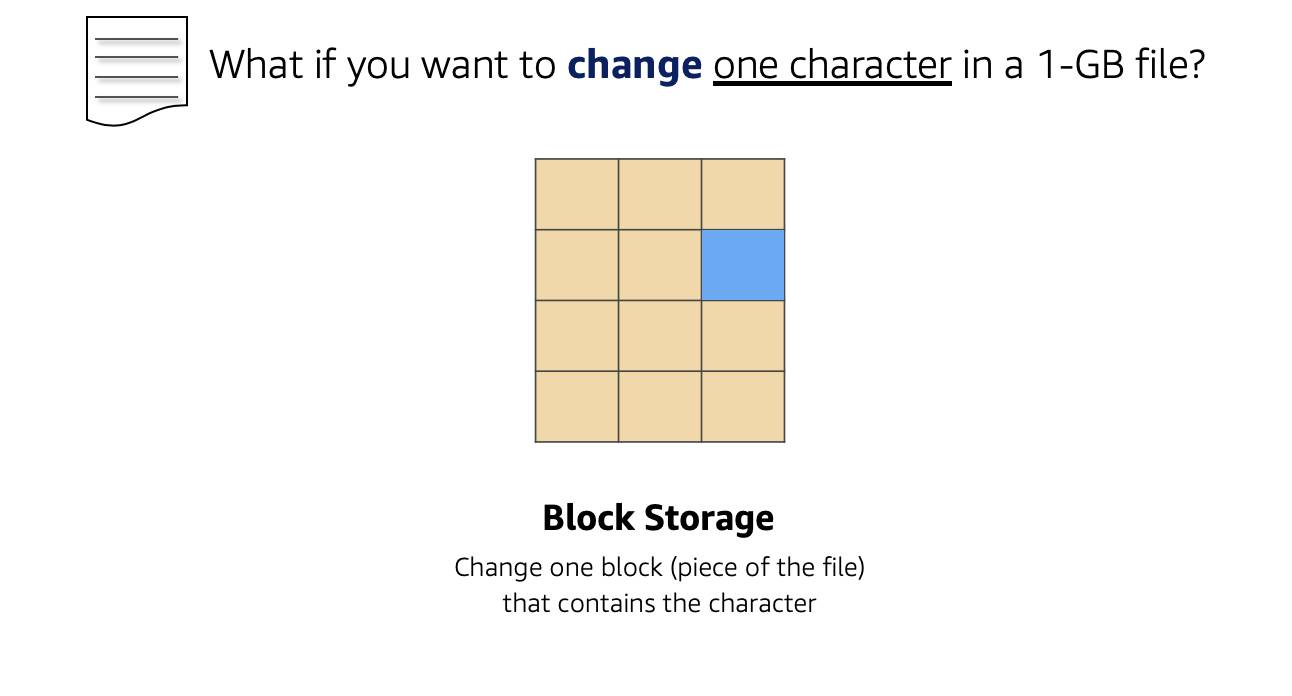 What if you want to change one character in a 1-GB file?
Block Storage
Change one block (piece of the file)
that contains the character